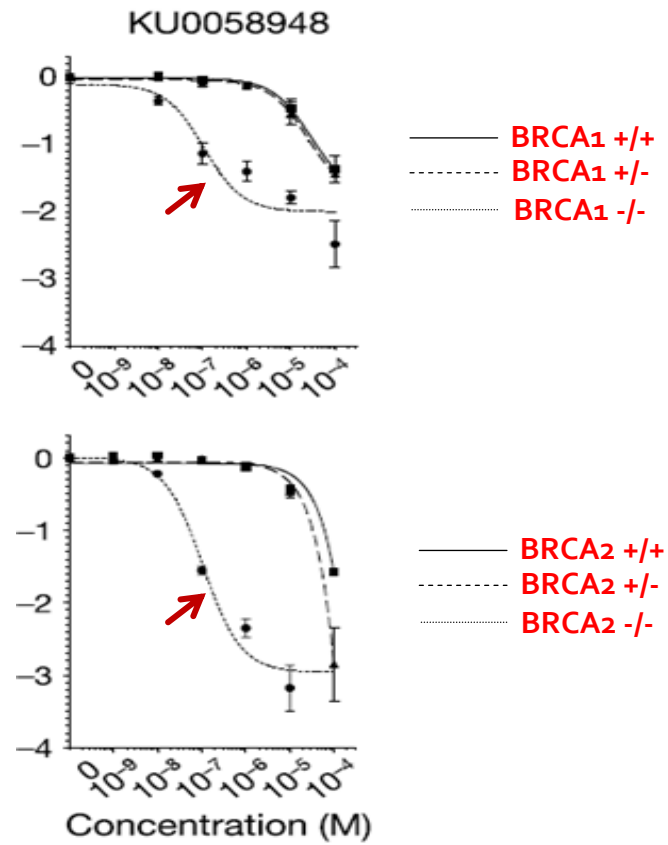 KU0058948
0
−1
−2
−3
−4
0 10⁻⁹ 10⁻⁸ 10⁻⁷ 10⁻⁶ 10⁻⁵ 10⁻⁴
BRCA1 +/+
BRCA1 +/-
BRCA1 -/-
0
−1
−2
−3
−4
0 10⁻⁹ 10⁻⁸ 10⁻⁷ 10⁻⁶ 10⁻⁵ 10⁻⁴
BRCA2 +/+
BRCA2 +/-
BRCA2 -/-
Concentration (M)